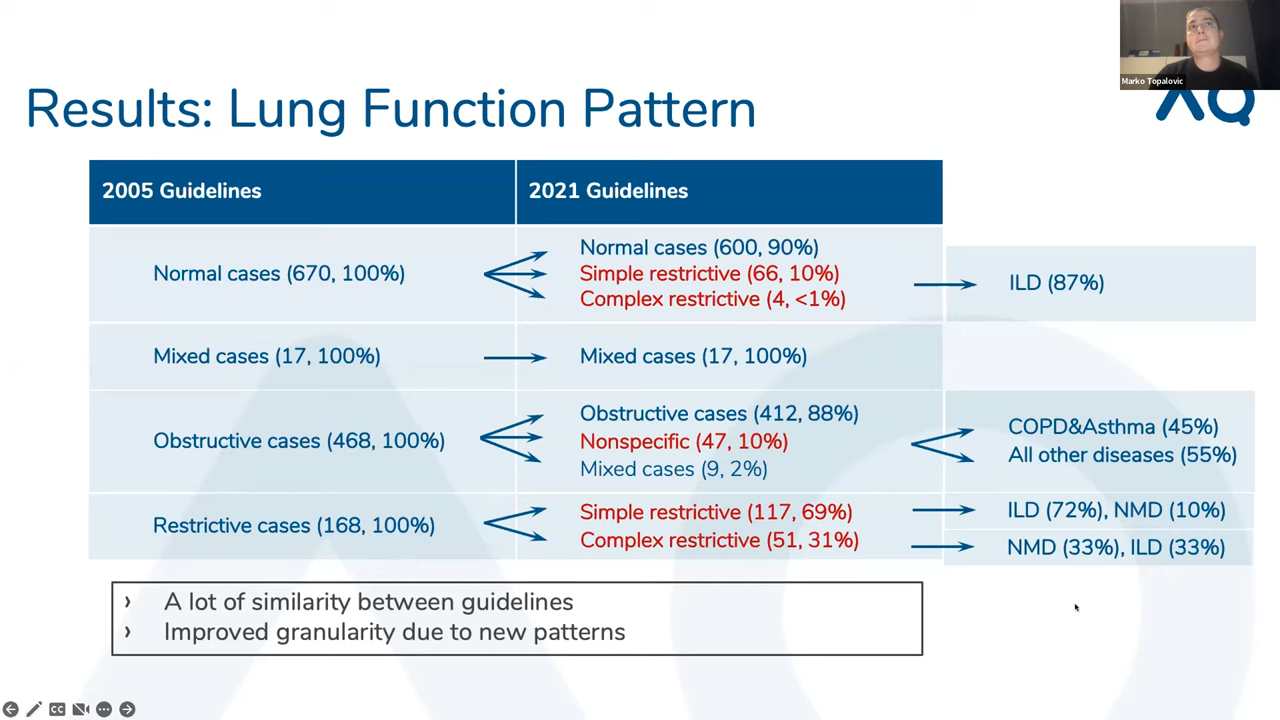 Marko Topalovic
Results: Lung Function Pattern
2005 Guidelines
2021 Guidelines
Normal cases (670, 100%)
Normal cases (600, 90%)
Simple restrictive (66, 10%)
Complex restrictive (4, <1%)
ILD (87%)
Mixed cases (17, 100%)
Mixed cases (17, 100%)
Obstructive cases (468, 100%)
Obstructive cases (412, 88%)
Nonspecific (47, 10%)
Mixed cases (9, 2%)
COPD&Asthma (45%)
All other diseases (55%)
Restrictive cases (168, 100%)
Simple restrictive (117, 69%)
Complex restrictive (51, 31%)
ILD (72%), NMD (10%)
NMD (33%), ILD (33%)
› A lot of similarity between guidelines
› Improved granularity due to new patterns
CC